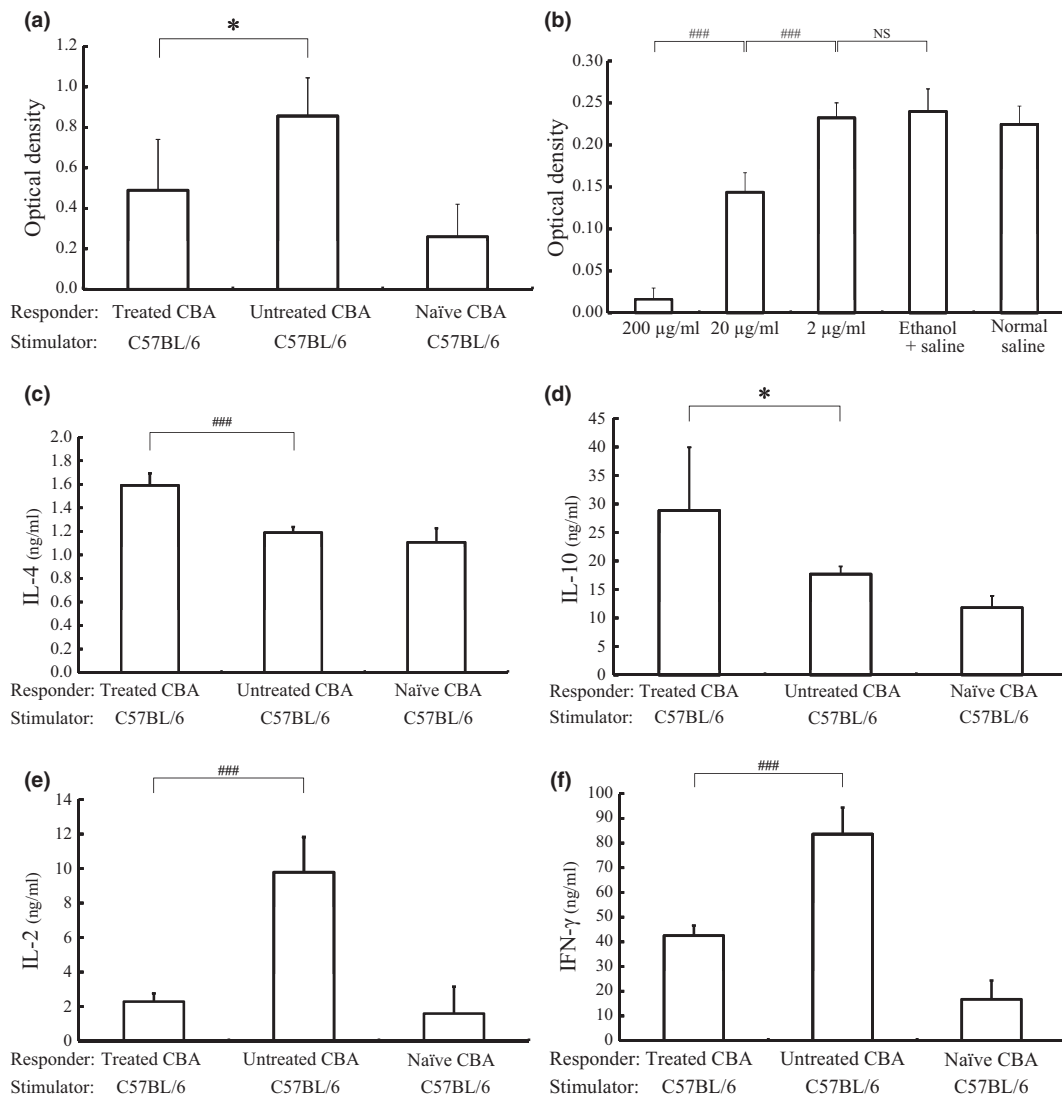 (a)
*
1.2
1.0
0.8
0.6
0.4
0.2
0.0
Optical density
Responder: Treated CBA Untreated CBA Naïve CBA
Stimulator: C57BL/6 C57BL/6 C57BL/6
(b)
### ### NS
0.30
0.25
0.20
0.15
0.10
0.05
0.00
Optical density
200 µg/ml 20 µg/ml 2 µg/ml Ethanol + saline Normal saline
(c)
###
2.0
1.8
1.6
1.4
1.2
1.0
0.8
0.6
0.4
0.2
0.0
IL-4 (ng/ml)
Responder: Treated CBA Untreated CBA Naïve CBA
Stimulator: C57BL/6 C57BL/6 C57BL/6
(d)
*
45
40
35
30
25
20
15
10
5
0
IL-10 (ng/ml)
Responder: Treated CBA Untreated CBA Naïve CBA
Stimulator: C57BL/6 C57BL/6 C57BL/6
(e)
###
14
12
10
8
6
4
2
0
IL-2 (ng/ml)
Responder: Treated CBA Untreated CBA Naïve CBA
Stimulator: C57BL/6 C57BL/6 C57BL/6
(f)
###
100
90
80
70
60
50
40
30
20
10
0
IFN-γ (ng/ml)
Responder: Treated CBA Untreated CBA Naïve CBA
Stimulator: C57BL/6 C57BL/6 C57BL/6